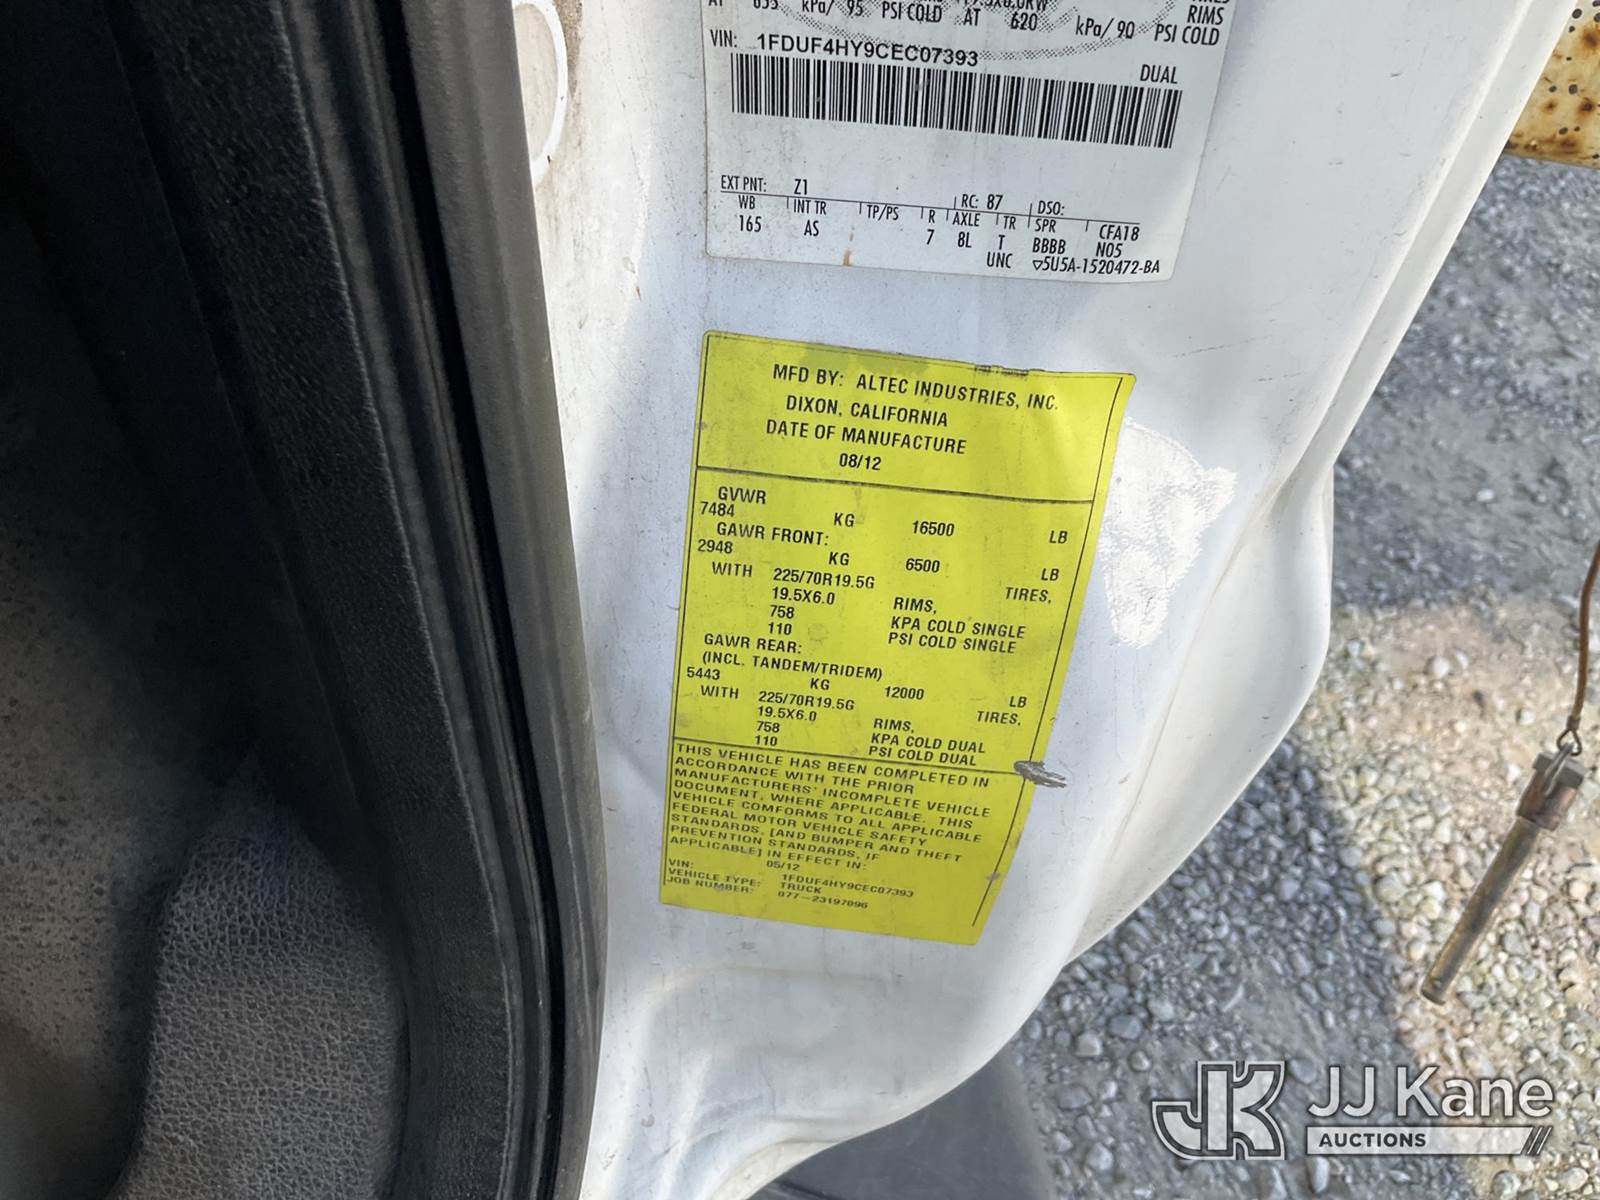 AT 655 kPa/ 95 PSI COLD AT 620 kPa/ 90 PSI COLD
RIMS
VIN: 1FDUF4HY9CEC07393
DUAL
EXT PNT: Z1 RC: 87 DSO:
WB INT TR TP/PS R AXLE TR SPR CFA18
165 AS 7 8L T BBBB N05
UNC ▽5U5A-1520472-BA
MFD BY: ALTEC INDUSTRIES, INC.
DIXON, CALIFORNIA
DATE OF MANUFACTURE
08/12
GVWR
7484 KG 16500 LB
GAWR FRONT:
2948 KG 6500 LB
WITH 225/70R19.5G TIRES,
19.5X6.0 RIMS,
758 KPA COLD SINGLE
110 PSI COLD SINGLE
GAWR REAR:
(INCL. TANDEM/TRIDEM)
5443 KG 12000 LB
WITH 225/70R19.5G TIRES,
19.5X6.0 RIMS,
758 KPA COLD DUAL
110 PSI COLD DUAL
THIS VEHICLE HAS BEEN COMPLETED IN
ACCORDANCE WITH THE PRIOR
MANUFACTURERS' INCOMPLETE VEHICLE
DOCUMENT, WHERE APPLICABLE. THIS
VEHICLE COMFORMS TO ALL APPLICABLE
FEDERAL MOTOR VEHICLE SAFETY
STANDARDS, [AND BUMPER AND THEFT
PREVENTION STANDARDS, IF
APPLICABLE] IN EFFECT IN:
05/12
VIN: 1FDUF4HY9CEC07393
VEHICLE TYPE: TRUCK
JOB NUMBER: 077-23197096
JK JJ Kane
AUCTIONS